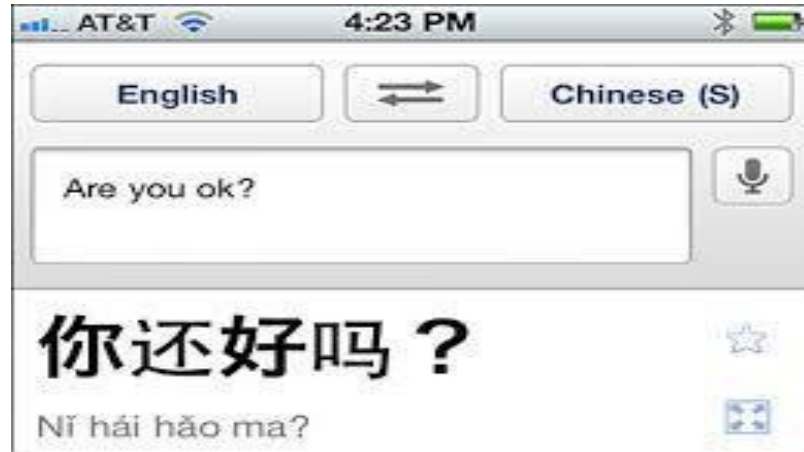 AT&T 4:23 PM
English Chinese (S)
Are you ok?
你还好吗？
Nǐ hái hǎo ma?